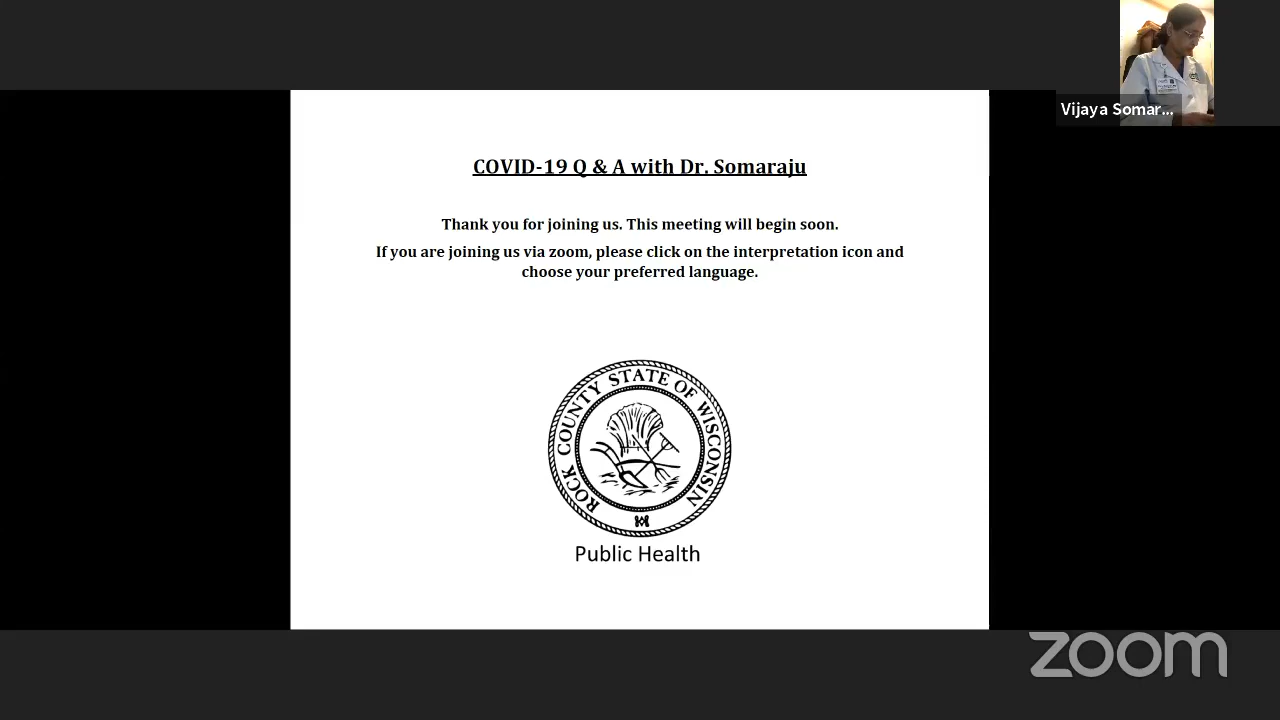 Vijaya Somar...
COVID-19 Q & A with Dr. Somaraju
Thank you for joining us. This meeting will begin soon.
If you are joining us via zoom, please click on the interpretation icon and
choose your preferred language.
ROCK COUNTY STATE OF WISCONSIN
Public Health
zoom